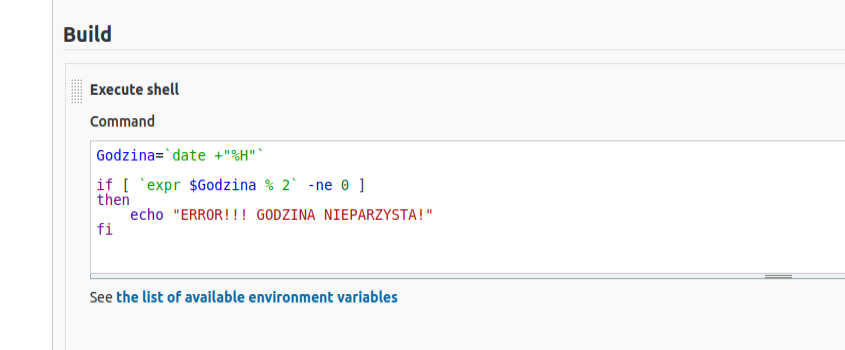 Build
Execute shell
Command
Godzina=`date +"%H"`
if [ `expr $Godzina % 2` -ne 0 ]
then
    echo "ERROR!!! GODZINA NIEPARZYSTA!"
fi
See the list of available environment variables